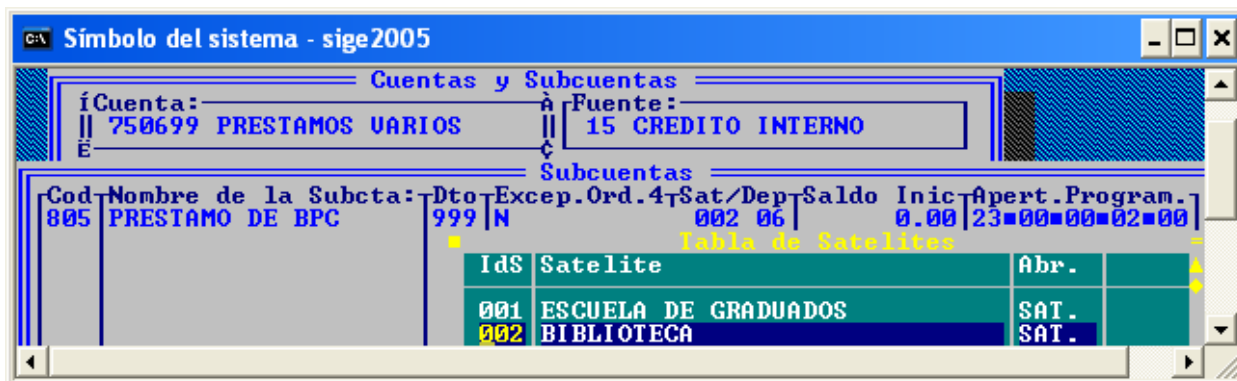 Símbolo del sistema - sige2005
Cuentas y Subcuentas
Cuenta: Fuente:
750699 PRESTAMOS VARIOS 15 CREDITO INTERNO
Subcuentas
Cod Nombre de la Subcta: Dto Excep.Ord.4 Sat/Dep Saldo Inic Apert.Program.
805 PRESTAMO DE BPC 999 N 002 06 0.00 23■00■00■02■00
Tabla de Satelites
IdS Satelite Abr.
001 ESCUELA DE GRADUADOS SAT.
002 BIBLIOTECA SAT.